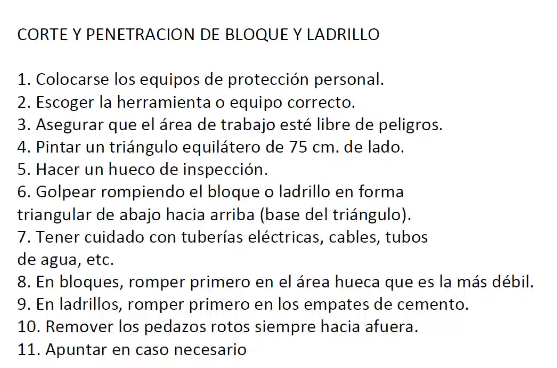 CORTE Y PENETRACION DE BLOQUE Y LADRILLO
1. Colocarse los equipos de protección personal.
2. Escoger la herramienta o equipo correcto.
3. Asegurar que el área de trabajo esté libre de peligros.
4. Pintar un triángulo equilátero de 75 cm. de lado.
5. Hacer un hueco de inspección.
6. Golpear rompiendo el bloque o ladrillo en forma
triangular de abajo hacia arriba (base del triángulo).
7. Tener cuidado con tuberías eléctricas, cables, tubos
de agua, etc.
8. En bloques, romper primero en el área hueca que es la más débil.
9. En ladrillos, romper primero en los empates de cemento.
10. Remover los pedazos rotos siempre hacia afuera.
11. Apuntar en caso necesario